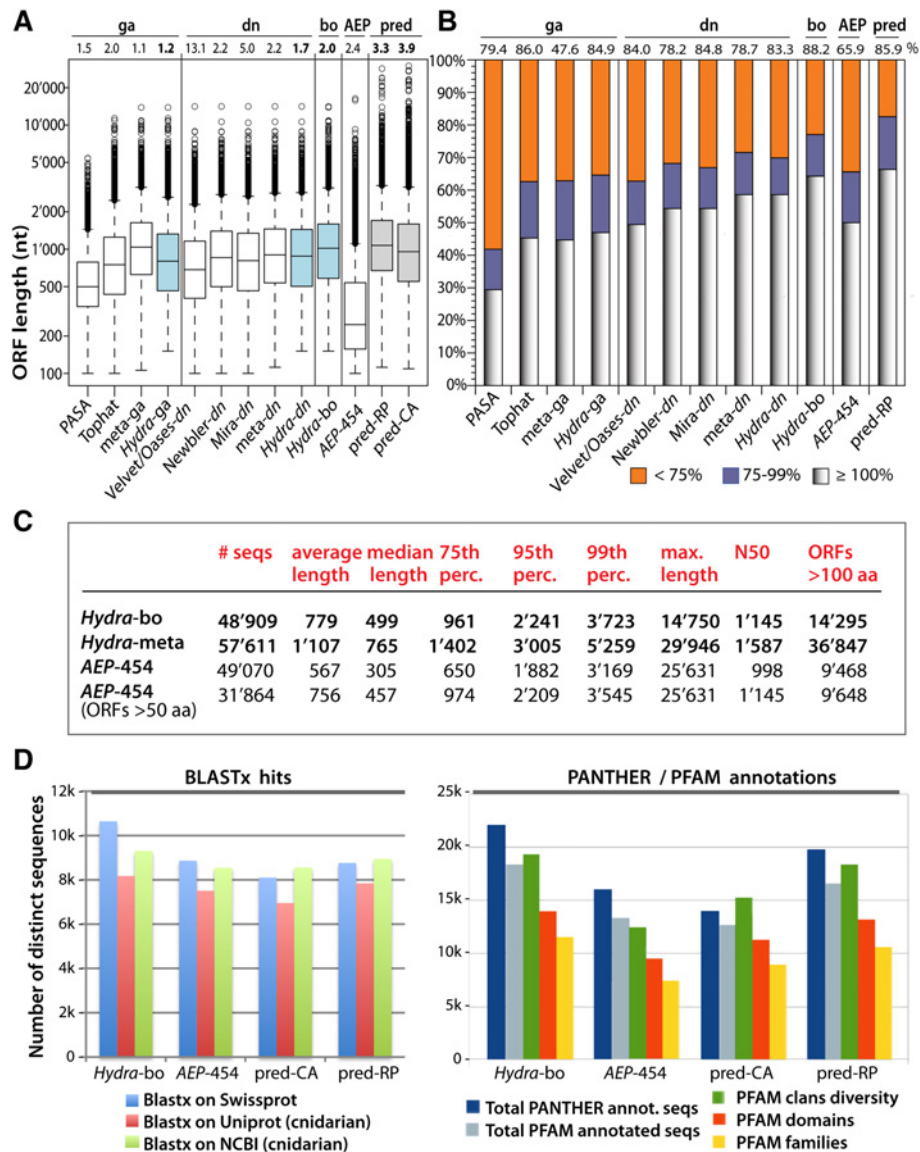 A
ga dn bo AEP pred
1.5 2.0 1.1 1.2 13.1 2.2 5.0 2.2 1.7 2.0 2.4 3.3 3.9
ORF length (nt)
20'000
10'000
5'000
2'000
1'000
500
200
100
PASA
Tophat
meta-ga
Hydra-ga
Velvet/Oases-dn
Newbler-dn
Mira-dn
meta-dn
Hydra-dn
Hydra-bo
AEP-454
pred-RP
pred-CA
B
ga dn bo AEP pred
79.4 86.0 47.6 84.9 84.0 78.2 84.8 78.7 83.3 88.2 65.9 85.9 %
100%
90%
80%
70%
60%
50%
40%
30%
20%
10%
0%
PASA
Tophat
meta-ga
Hydra-ga
Velvet/Oases-dn
Newbler-dn
Mira-dn
meta-dn
Hydra-dn
Hydra-bo
AEP-454
pred-RP
< 75% 75-99% ≥ 100%
C
# seqs average median 75th 95th 99th max. N50 ORFs
length length perc. perc. perc. length >100 aa
Hydra-bo 48'909 779 499 961 2'241 3'723 14'750 1'145 14'295
Hydra-meta 57'611 1'107 765 1'402 3'005 5'259 29'946 1'587 36'847
AEP-454 49'070 567 305 650 1'882 3'169 25'631 998 9'468
AEP-454 31'864 756 457 974 2'209 3'545 25'631 1'145 9'648
(ORFs >50 aa)
D
BLASTx hits
Number of distinct sequences
12k
10k
8k
6k
4k
2k
0
Hydra-bo AEP-454 pred-CA pred-RP
Blastx on Swissprot
Blastx on Uniprot (cnidarian)
Blastx on NCBI (cnidarian)
PANTHER / PFAM annotations
25k
20k
15k
10k
5k
0
Hydra-bo AEP-454 pred-CA pred-RP
Total PANTHER annot. seqs
Total PFAM annotated seqs
PFAM clans diversity
PFAM domains
PFAM families